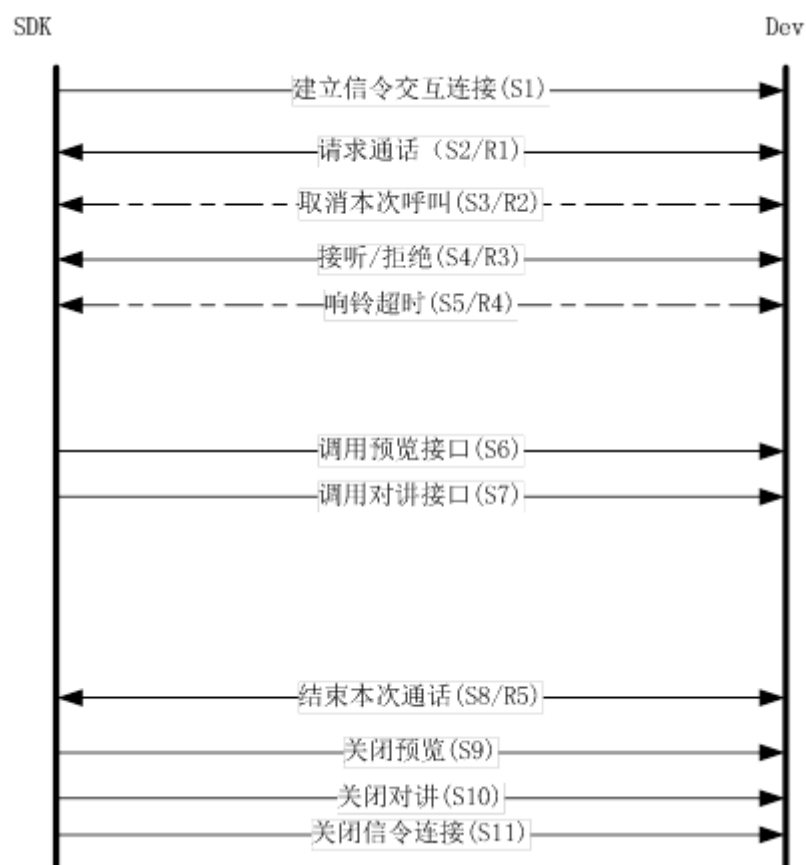 SDK Dev
建立信令交互连接(S1)
请求通话（S2/R1)
取消本次呼叫(S3/R2)
接听/拒绝(S4/R3)
响铃超时(S5/R4)
调用预览接口(S6)
调用对讲接口(S7)
结束本次通话(S8/R5)
关闭预览(S9)
关闭对讲(S10)
关闭信令连接(S11)